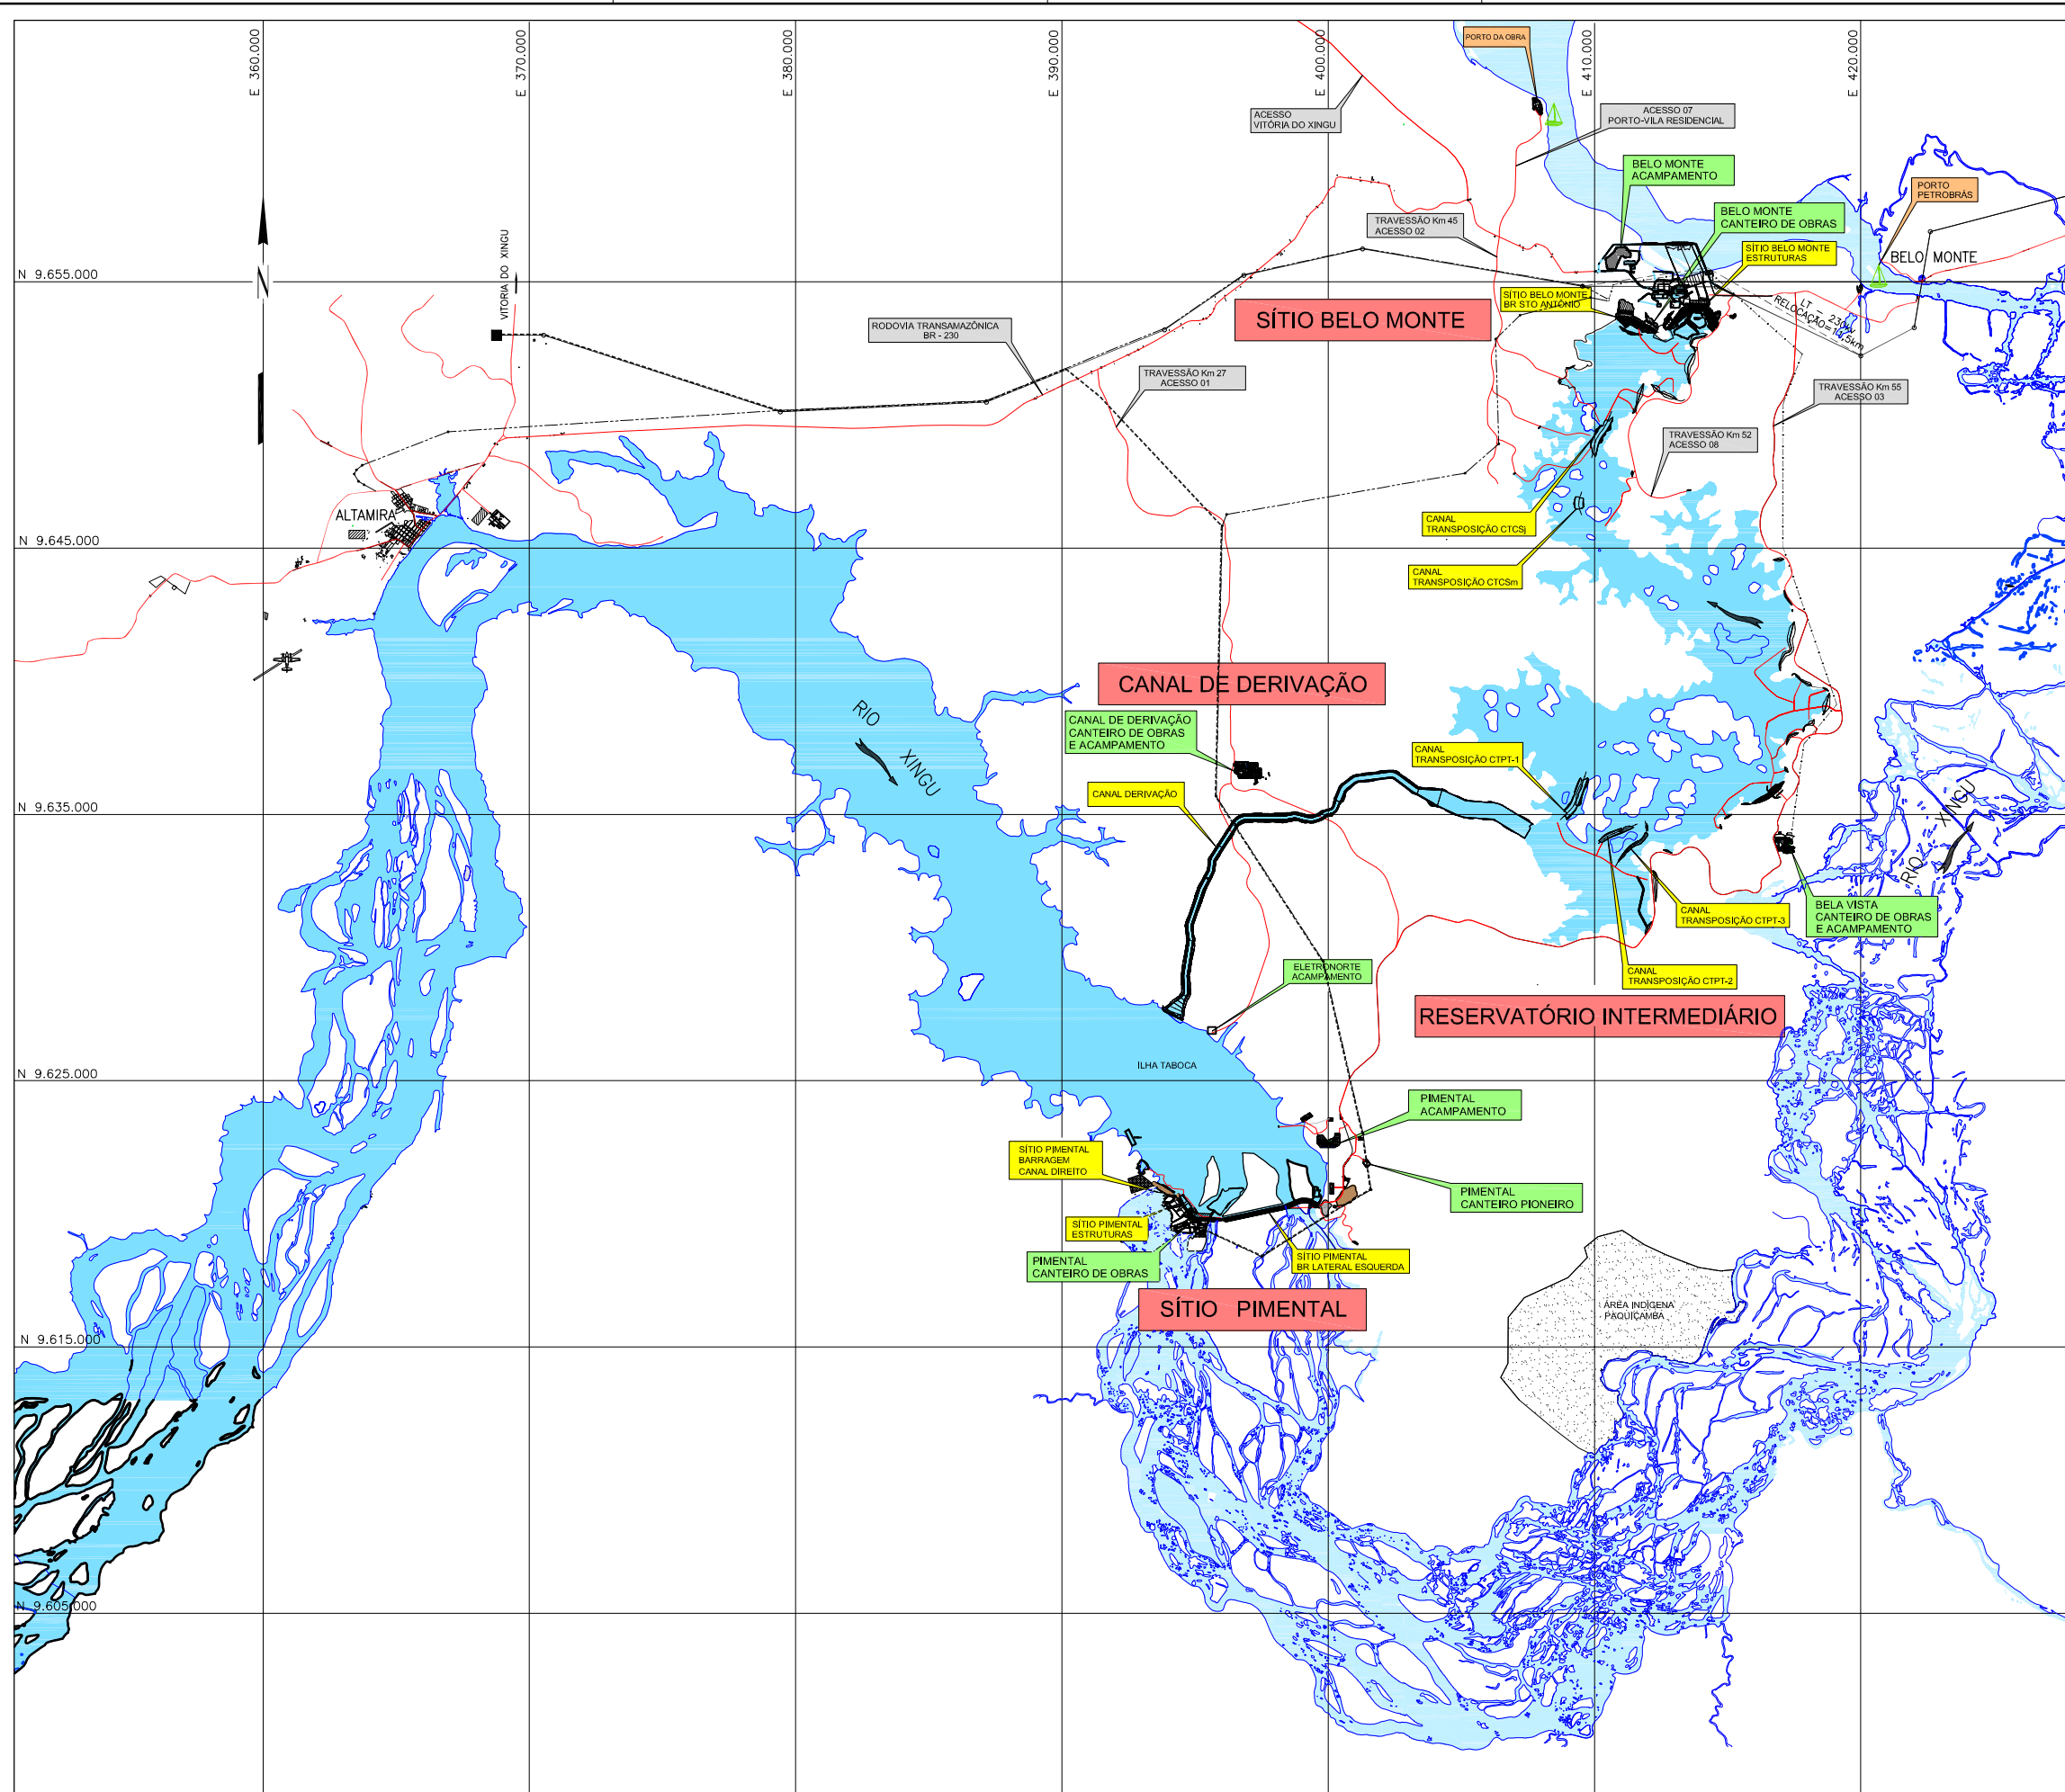 E 360.000
E 370.000
E 380.000
E 390.000
E 400.000
E 410.000
E 420.000
PORTO DA OBRA
ACESSO
VITÓRIA DO XINGU
ACESSO 07
PORTO-VILA RESIDENCIAL
BELO MONTE
ACAMPAMENTO
PORTO
PETROBRÁS
TRAVESSÃO Km 45
ACESSO 02
BELO MONTE
CANTEIRO DE OBRAS
SÍTIO BELO MONTE
ESTRUTURAS
BELO MONTE
N 9.655.000
N
VITÓRIA DO XINGU
SÍTIO BELO MONTE
BR STO ANTÔNIO
SÍTIO BELO MONTE
LT - 230kV
RELOCAÇÃO=14,5km
RODOVIA TRANSAMAZÔNICA
BR - 230
TRAVESSÃO Km 27
ACESSO 01
TRAVESSÃO Km 55
ACESSO 03
TRAVESSÃO Km 52
ACESSO 08
ALTAMIRA
CANAL
TRANSPOSIÇÃO CTCSj
N 9.645.000
CANAL
TRANSPOSIÇÃO CTCSm
CANAL DE DERIVAÇÃO
RIO
XINGU
CANAL DE DERIVAÇÃO
CANTEIRO DE OBRAS
E ACAMPAMENTO
CANAL
TRANSPOSIÇÃO CTPT-1
CANAL DERIVAÇÃO
N 9.635.000
RIO
XINGU
CANAL
TRANSPOSIÇÃO CTPT-3
BELA VISTA
CANTEIRO DE OBRAS
E ACAMPAMENTO
ELETRONORTE
ACAMPAMENTO
CANAL
TRANSPOSIÇÃO CTPT-2
RESERVATÓRIO INTERMEDIÁRIO
ILHA TABOCA
N 9.625.000
PIMENTAL
ACAMPAMENTO
SÍTIO PIMENTAL
BARRAGEM
CANAL DIREITO
PIMENTAL
CANTEIRO PIONEIRO
SÍTIO PIMENTAL
ESTRUTURAS
PIMENTAL
CANTEIRO DE OBRAS
SÍTIO PIMENTAL
BR LATERAL ESQUERDA
SÍTIO PIMENTAL
ÁREA INDÍGENA
PAQUIÇAMBA
N 9.615.000
N 9.605.000